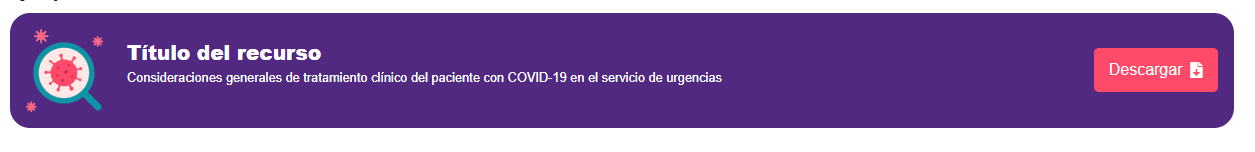 Título del recurso
Consideraciones generales de tratamiento clínico del paciente con COVID-19 en el servicio de urgencias
Descargar